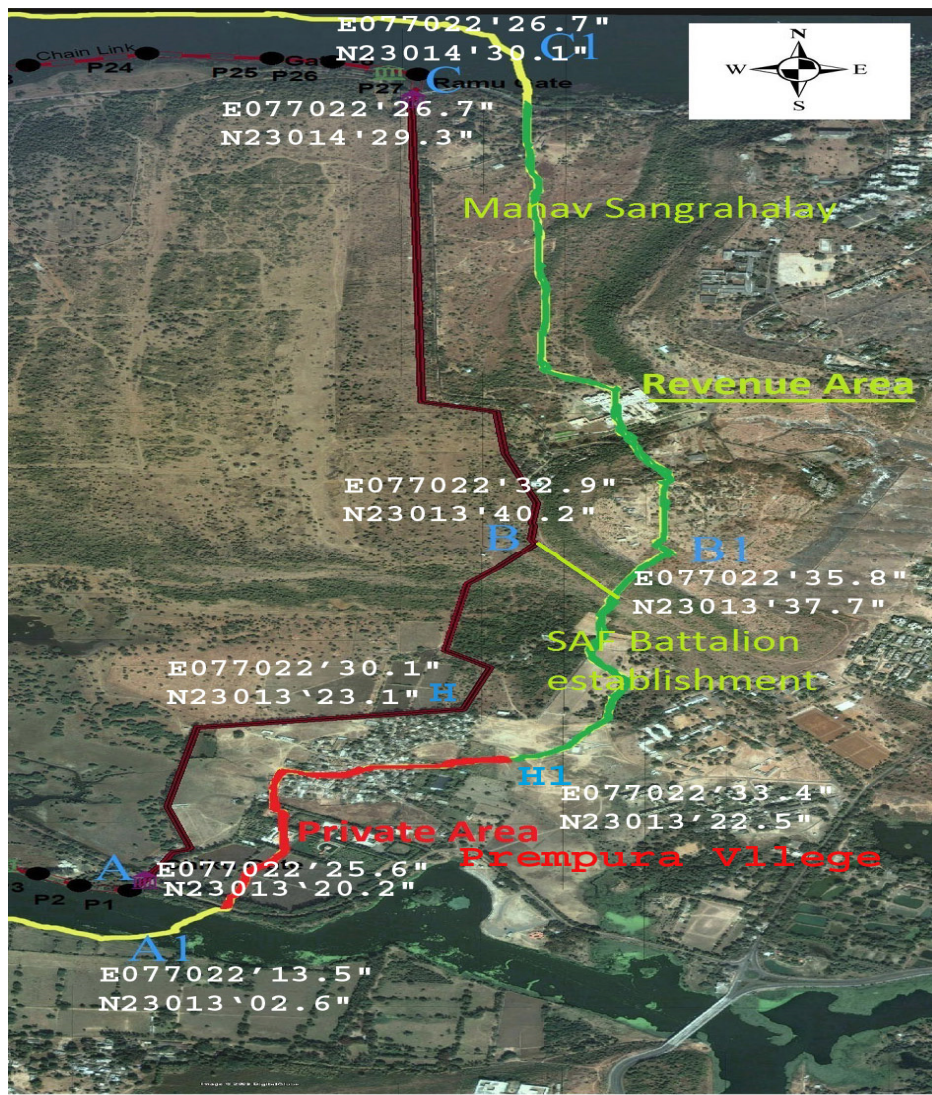 E077022'26.7"
N23014'30.1"
C1
N
W E
S
Chain Link
3
P24
P25
P26
P27
C
Ramu Gate
E077022'26.7"
N23014'29.3"
Manav Sangrahalay
Revenue Area
E077022'32.9"
N23013'40.2"
B
B1
E077022'35.8"
N23013'37.7"
SAF Battalion
establishment
E077022’30.1"
N23013‘23.1"
H
H1
E077022’33.4"
N23013’22.5"
Private Area
Prempura Vllege
A
E077022’25.6"
N23013‘20.2"
3
P2
P1
A1
E077022’13.5"
N23013‘02.6"